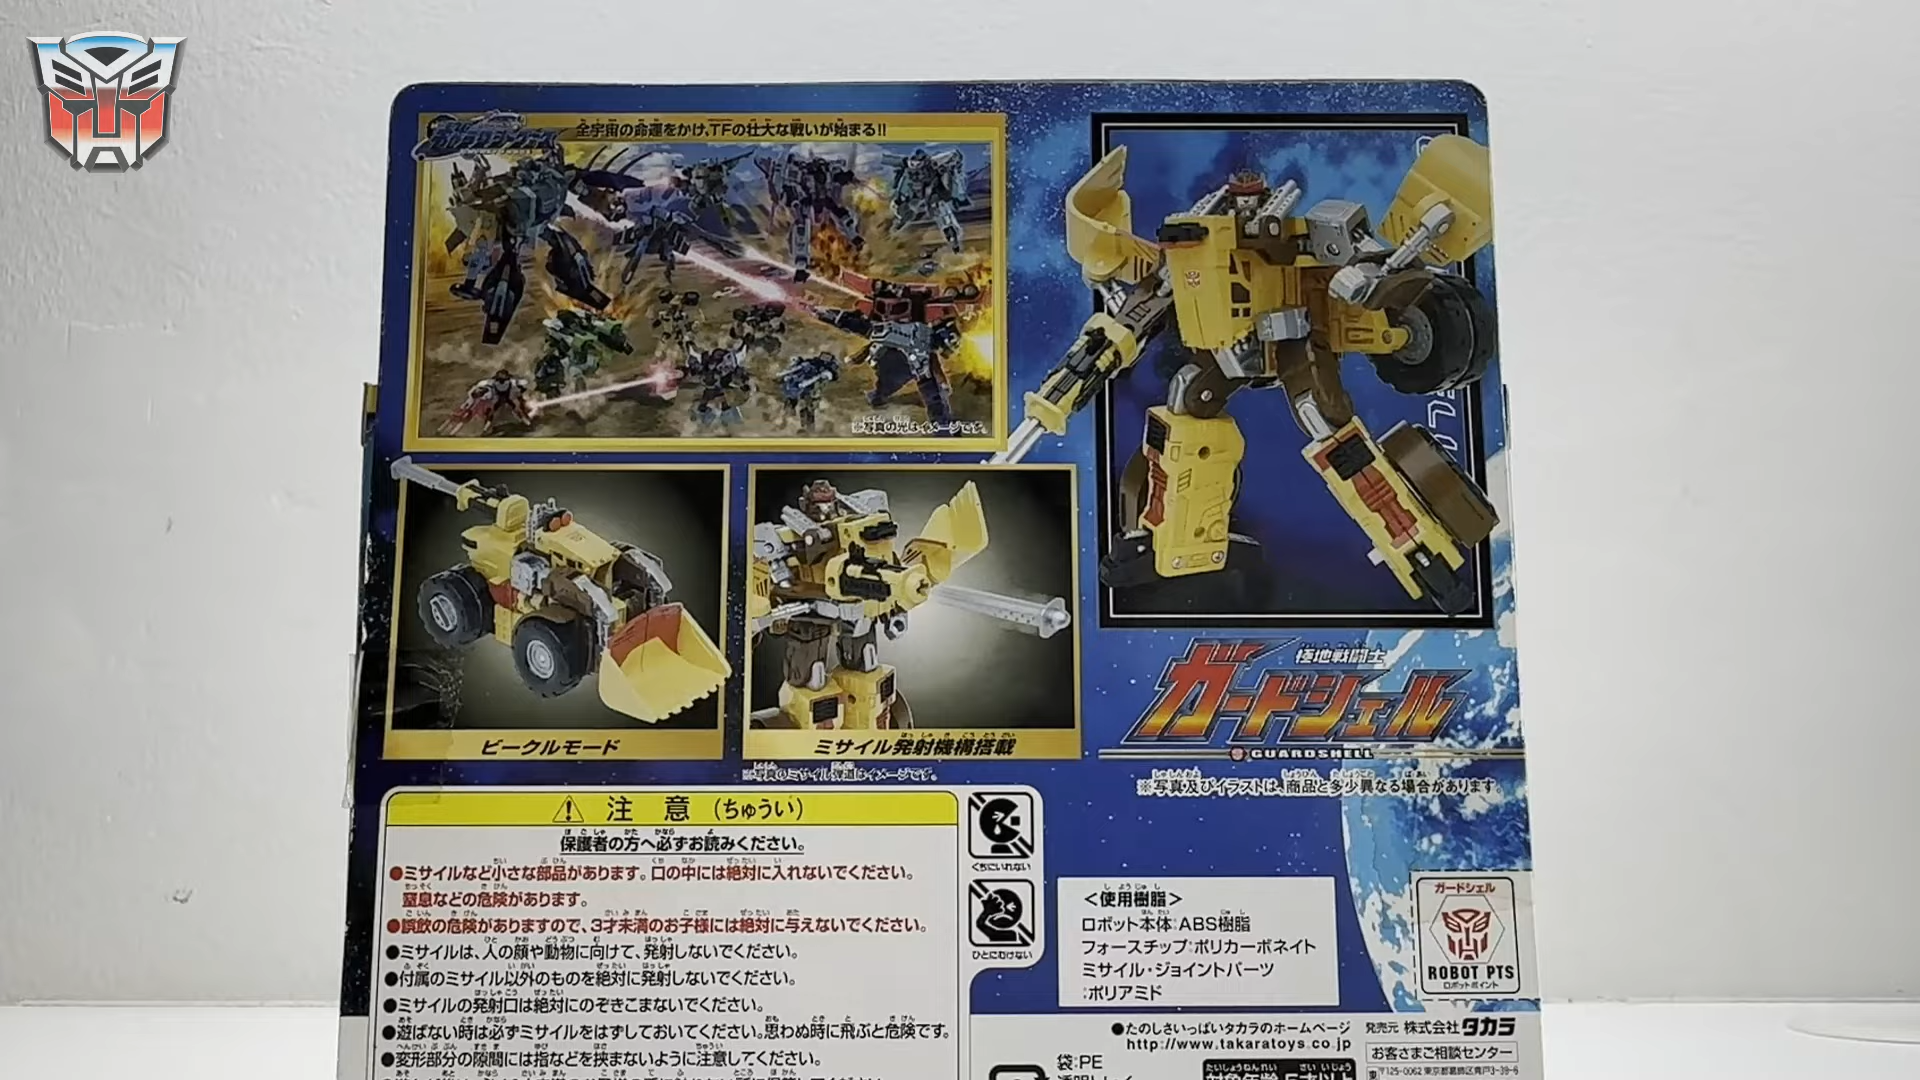 全宇宙の命運をかけ、TFの壮大な戦いが始まる!!
※写真の光はイメージです。
ビークルモード
ミサイル発射機構搭載
※写真のミサイル弾道はイメージです。
極地戦闘士
ガードシェル
GUARDSHELL
※写真及びイラストは、商品と多少異なる場合があります。
注意(ちゅうい)
保護者の方へ必ずお読みください。
●ミサイルなど小さな部品があります。口の中には絶対に入れないでください。
窒息などの危険があります。
●誤飲の危険がありますので、3才未満のお子様には絶対に与えないでください。
●ミサイルは、人の顔や動物に向けて、発射しないでください。
●付属のミサイル以外のものを絶対に発射しないでください。
●ミサイルの発射口は絶対にのぞきこまないでください。
●遊ばない時は必ずミサイルをはずしておいてください。思わぬ時に飛ぶと危険です。
●変形部分の隙間には指などを挟まないように注意してください。
くちにいれない
ひとにむけない
<使用樹脂>
ロボット本体:ABS樹脂
フォースチップ:ポリカーボネイト
ミサイル・ジョイントパーツ
:ポリアミド
ガードシェル
ROBOT PTS
ロボットポイント
●たのしさいっぱいタカラのホームページ
http://www.takaratoys.co.jp
発売元 株式会社タカラ
お客さまご相談センター
〒125-0062 東京都葛飾区青戸3-39-6
袋:PE